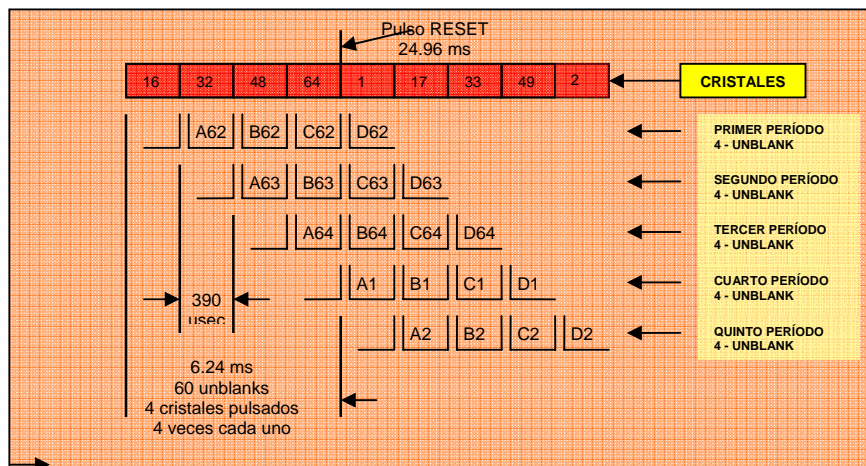 Pulso RESET
24.96 ms
16 32 48 64 1 17 33 49 2
CRISTALES
A62 B62 C62 D62
PRIMER PERÍODO
4 - UNBLANK
A63 B63 C63 D63
SEGUNDO PERÍODO
4 - UNBLANK
A64 B64 C64 D64
TERCER PERÍODO
4 - UNBLANK
A1 B1 C1 D1
CUARTO PERÍODO
4 - UNBLANK
390
usec
A2 B2 C2 D2
QUINTO PERÍODO
4 - UNBLANK
6.24 ms
60 unblanks
4 cristales pulsados
4 veces cada uno